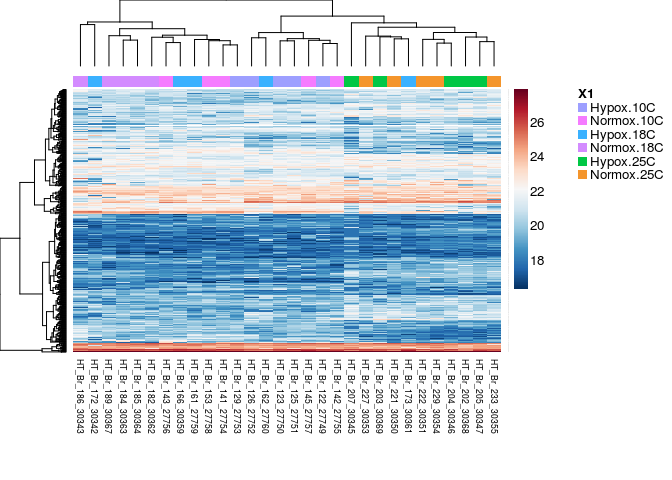 X1
Hypox.10C
Normox.10C
Hypox.18C
Normox.18C
Hypox.25C
Normox.25C
26
24
22
20
18
HT_Br_186_30343
HT_Br_172_30342
HT_Br_189_30367
HT_Br_184_30363
HT_Br_185_30364
HT_Br_182_30362
HT_Br_143_27756
HT_Br_166_30359
HT_Br_161_27759
HT_Br_153_27758
HT_Br_141_27754
HT_Br_129_27753
HT_Br_126_27752
HT_Br_162_27760
HT_Br_123_27750
HT_Br_125_27751
HT_Br_145_27757
HT_Br_122_27749
HT_Br_142_27755
HT_Br_207_30345
HT_Br_227_30353
HT_Br_203_30369
HT_Br_221_30350
HT_Br_173_30361
HT_Br_222_30351
HT_Br_229_30354
HT_Br_204_30346
HT_Br_202_30368
HT_Br_205_30347
HT_Br_233_30355